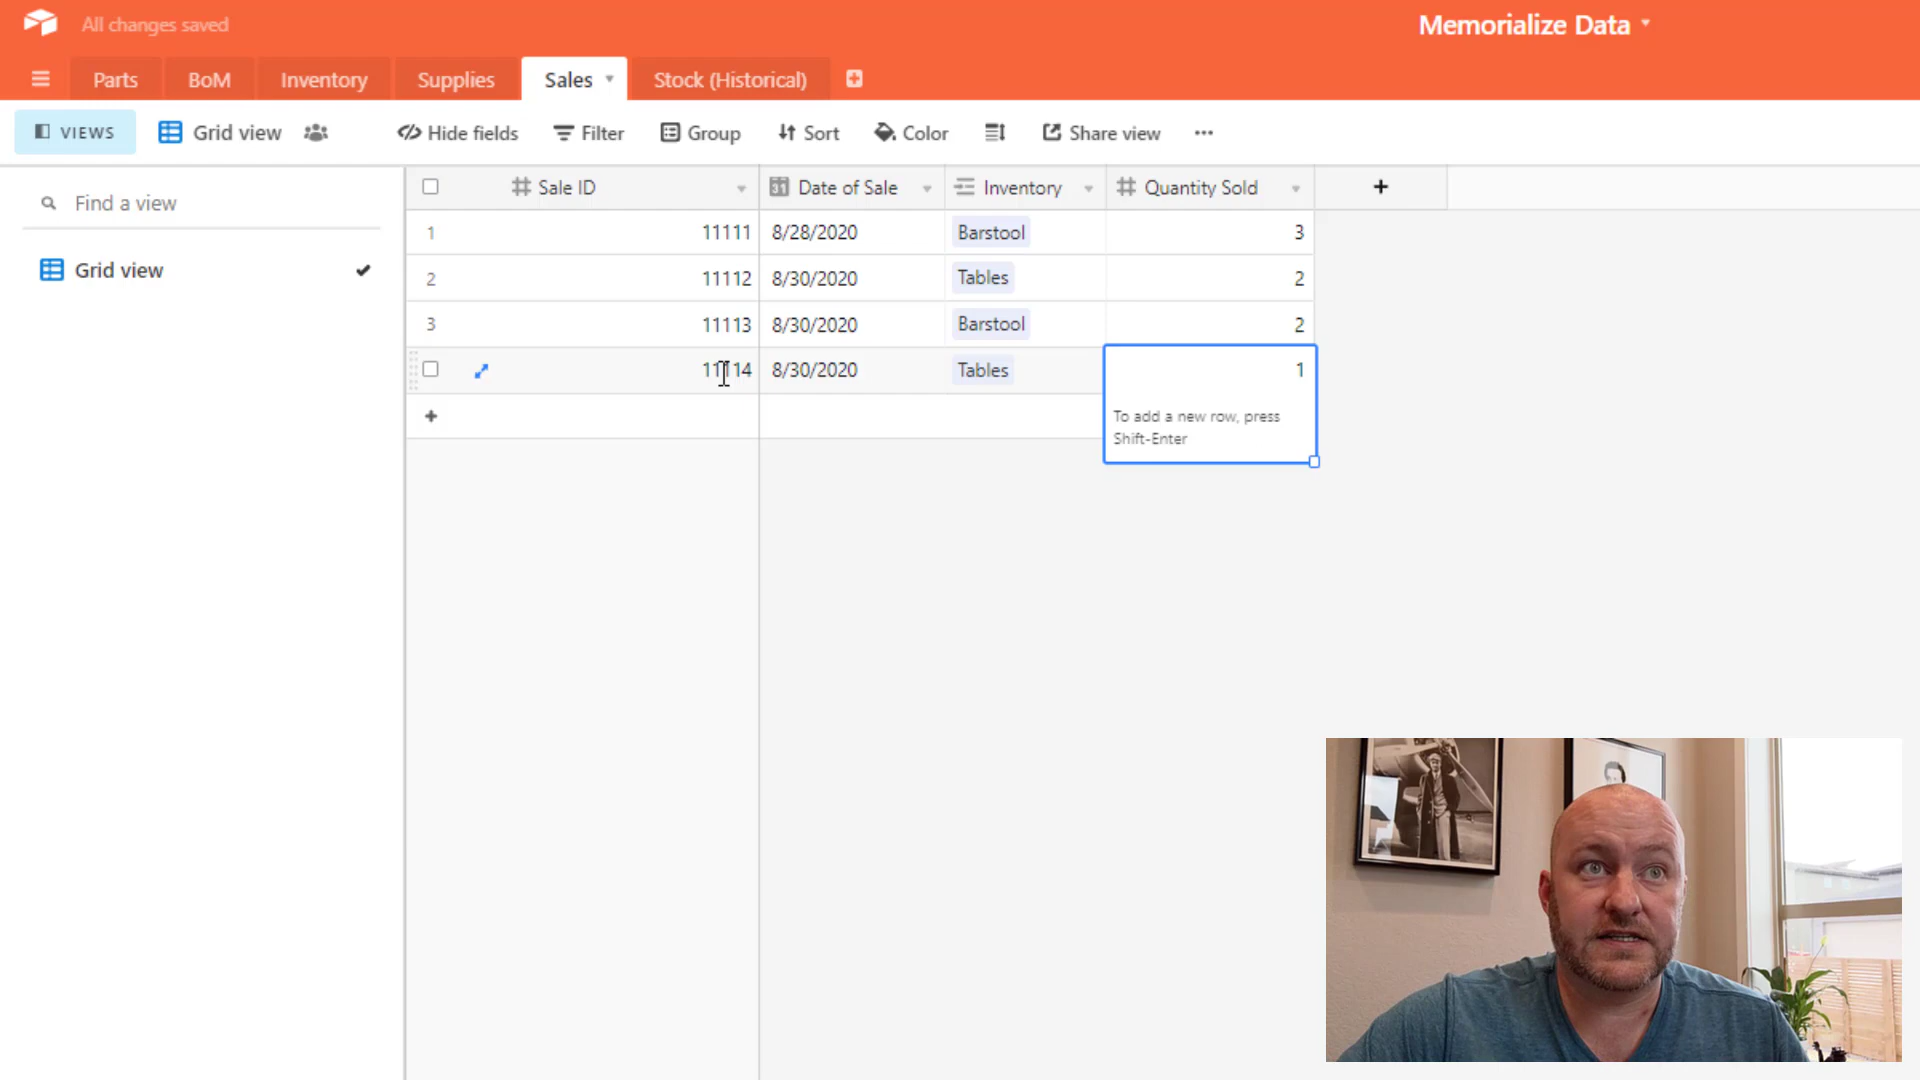 All changes saved
Memorialize Data
Parts
BoM
Inventory
Supplies
Sales
Stock (Historical)
VIEWS
Grid view
Hide fields
Filter
Group
Sort
Color
Share view
Find a view
Grid view
Sale ID
Date of Sale
Inventory
Quantity Sold
1 11111 8/28/2020 Barstool 3
2 11112 8/30/2020 Tables 2
3 11113 8/30/2020 Barstool 2
11114 8/30/2020 Tables 1
To add a new row, press
Shift-Enter